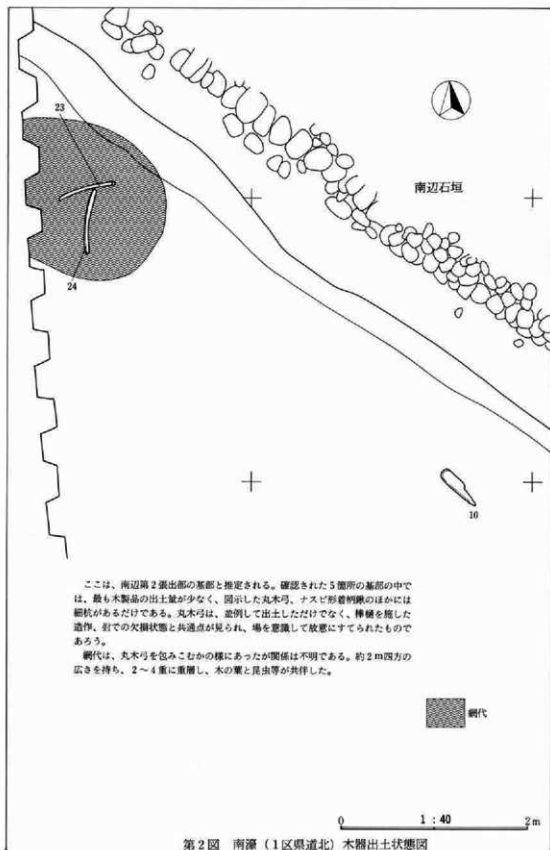 23
南辺石垣
24
10
ここは、南辺第2張出部の基部と推定される。確認された5箇所の基部の中で
は、最も木製品の出土量が少なく、図示した丸木弓、ナスビ形着柄鍬のほかには
細杭があるだけである。丸木弓は、並例して出土しただけでなく、棒樋を施した
造作、弣での欠損状態と共通点が見られ、場を意識して故意にすてられたもので
あろう。
網代は、丸木弓を包みこむかの様にあったが関係は不明である。約2m四方の
広さを持ち、2〜4重に重層し、木の葉と昆虫等が共伴した。
網代
0 1:40 2m
第2図 南濠(1区県道北)木器出土状態図